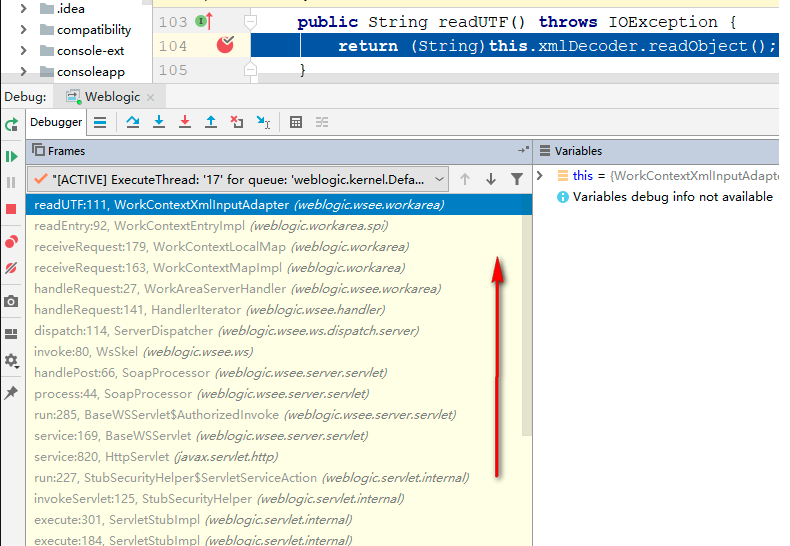 .idea
compatibility
console-ext
consoleapp
103 public String readUTF() throws IOException {
104 return (String)this.xmlDecoder.readObject();
105 }
Debug: Weblogic
Debugger
Frames
"[ACTIVE] ExecuteThread: '17' for queue: 'weblogic.kernel.Defa...
readUTF:111, WorkContextXmlInputAdapter (weblogic.wsee.workarea)
readEntry:92, WorkContextEntryImpl (weblogic.workarea.spi)
receiveRequest:179, WorkContextLocalMap (weblogic.workarea)
receiveRequest:163, WorkContextMapImpl (weblogic.workarea)
handleRequest:27, WorkAreaServerHandler (weblogic.wsee.workarea)
handleRequest:141, HandlerIterator (weblogic.wsee.handler)
dispatch:114, ServerDispatcher (weblogic.wsee.ws.dispatch.server)
invoke:80, WsSkel (weblogic.wsee.ws)
handlePost:66, SoapProcessor (weblogic.wsee.server.servlet)
process:44, SoapProcessor (weblogic.wsee.server.servlet)
run:285, BaseWSServlet$AuthorizedInvoke (weblogic.wsee.server.servlet)
service:169, BaseWSServlet (weblogic.wsee.server.servlet)
service:820, HttpServlet (javax.servlet.http)
run:227, StubSecurityHelper$ServletServiceAction (weblogic.servlet.internal)
invokeServlet:125, StubSecurityHelper (weblogic.servlet.internal)
execute:301, ServletStubImpl (weblogic.servlet.internal)
execute:184, ServletStubImpl (weblogic.servlet.internal)
Variables
this = {WorkContextXmlInputAdapte
Variables debug info not available